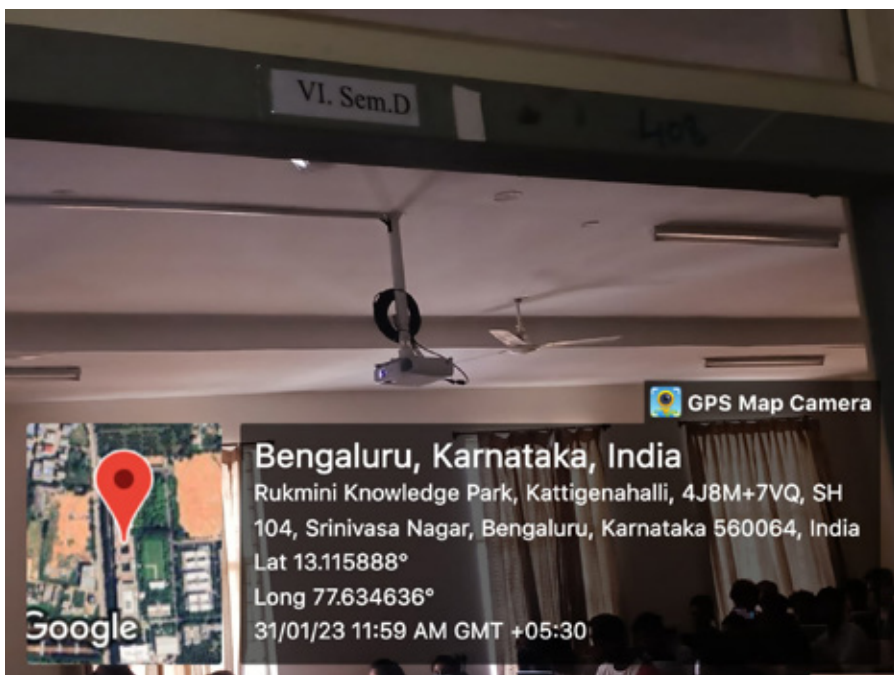 VI. Sem.D
408
GPS Map Camera
Bengaluru, Karnataka, India
Rukmini Knowledge Park, Kattigenahalli, 4J8M+7VQ, SH
104, Srinivasa Nagar, Bengaluru, Karnataka 560064, India
Lat 13.115888°
Long 77.634636°
31/01/23 11:59 AM GMT +05:30
Google